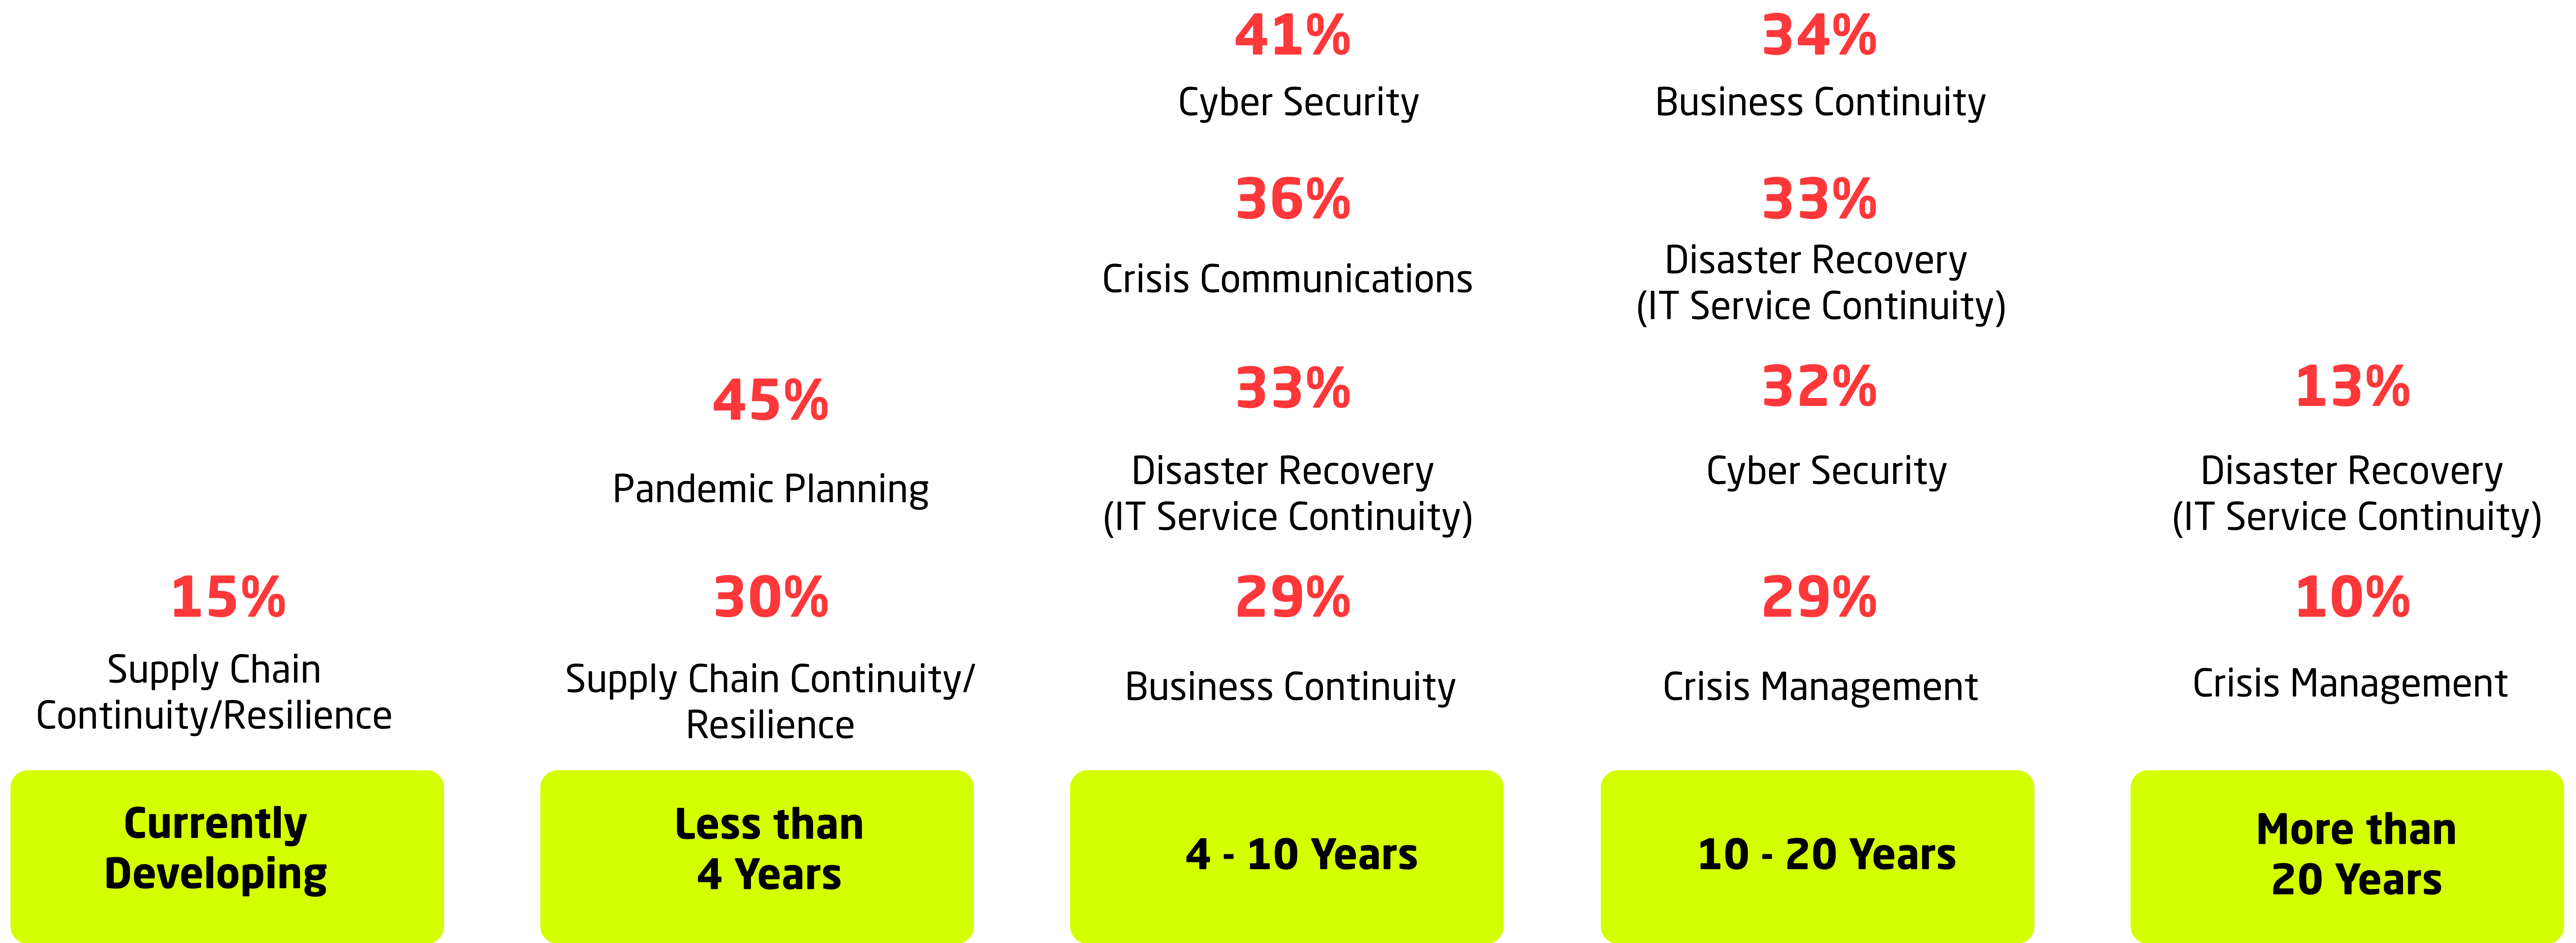 15%
Supply Chain
Continuity/Resilience
Currently
Developing
45%
Pandemic Planning
30%
Supply Chain Continuity/
Resilience
Less than
4 Years
41%
Cyber Security
36%
Crisis Communications
33%
Disaster Recovery
(IT Service Continuity)
29%
Business Continuity
4 - 10 Years
34%
Business Continuity
33%
Disaster Recovery
(IT Service Continuity)
32%
Cyber Security
29%
Crisis Management
10 - 20 Years
13%
Disaster Recovery
(IT Service Continuity)
10%
Crisis Management
More than
20 Years